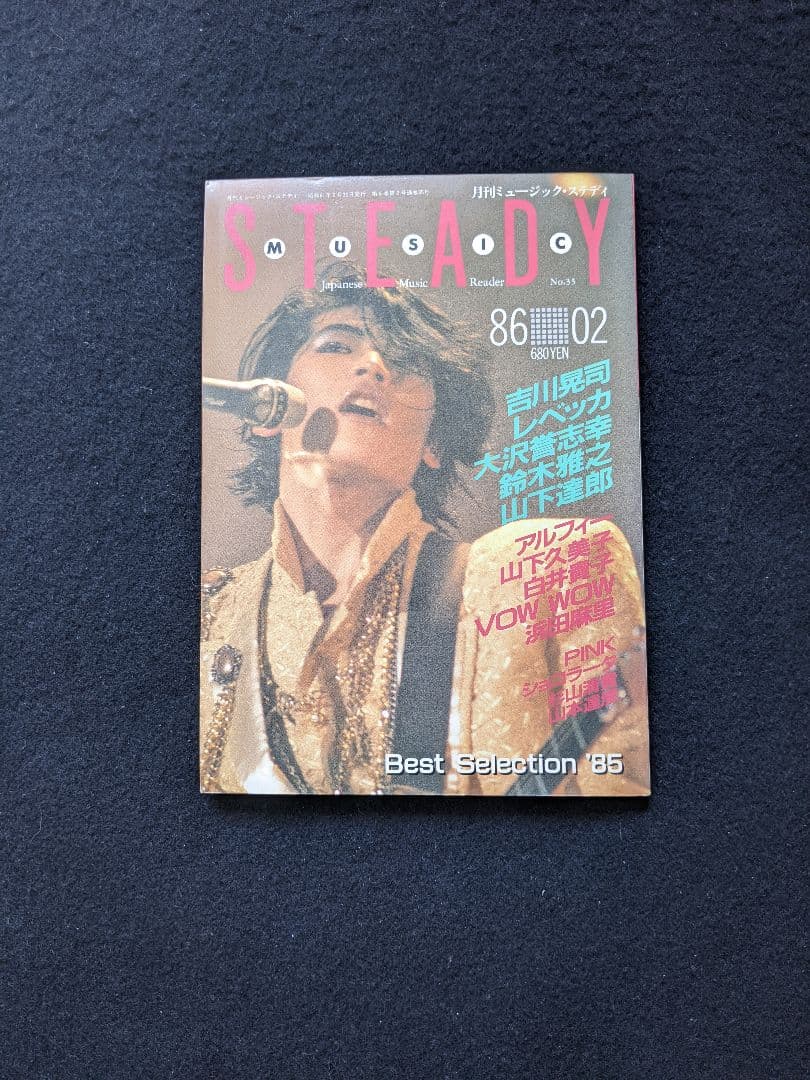 月刊ミュージック・ステディ
STEADY
MUSIC
Japanese Music Reader No.35
86 02
680YEN
吉川晃司
レベッカ
大沢誉志幸
鈴木雅之
山下達郎
アルフィー
山下久美子
白井貴子
VOW WOW
浜田麻里
PINK
Best Selection '85